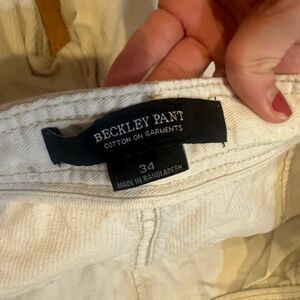 BECKLEY PANT
COTTON ON GARMENTS
34
MADE IN BANGLADESH